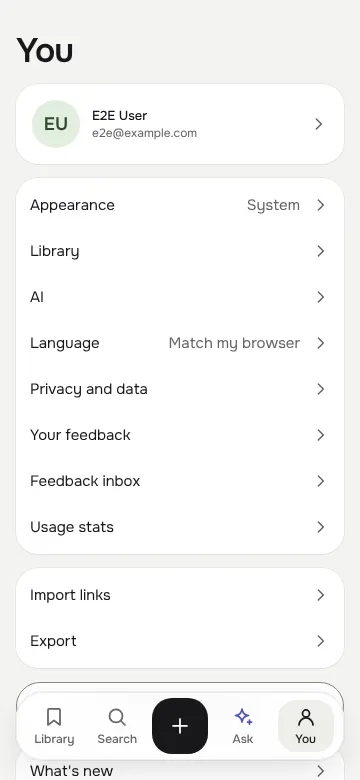 You
EU
E2E User
e2e@example.com
Appearance System
Library
AI
Language Match my browser
Privacy and data
Your feedback
Feedback inbox
Usage stats
Import links
Export
Library Search Ask You
What's new